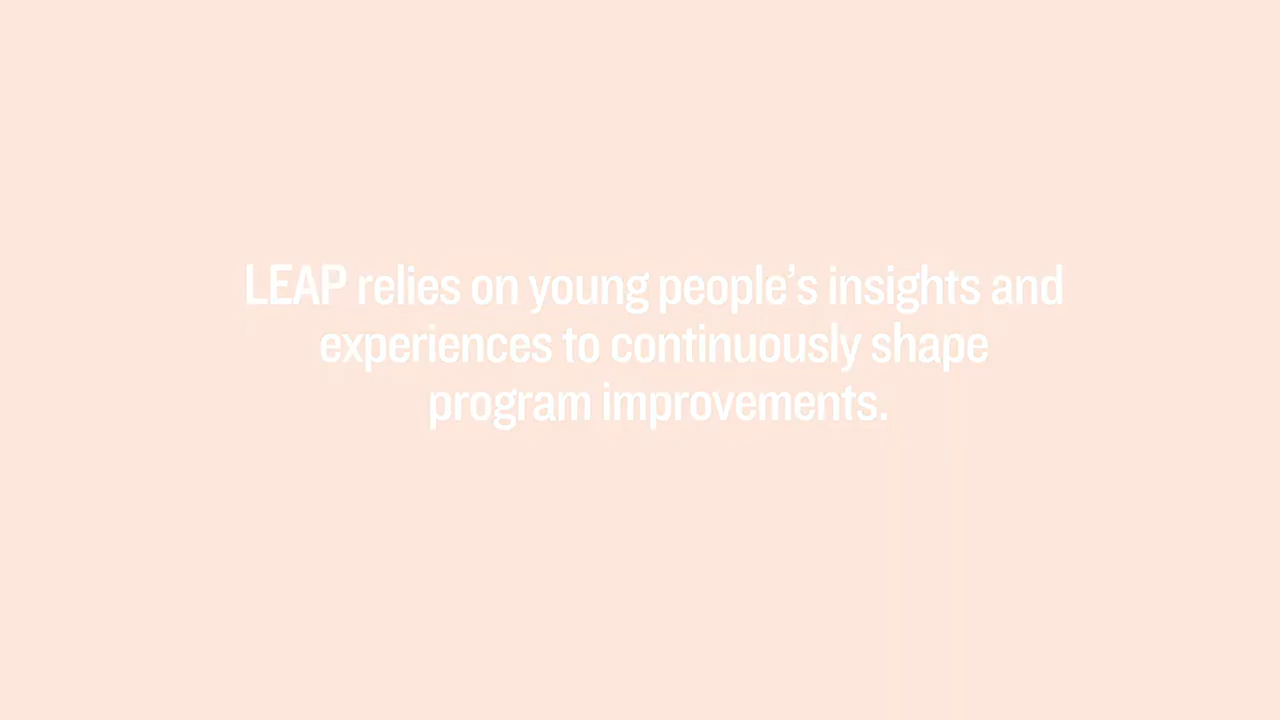 LEAP relies on young people’s insights and
experiences to continuously shape
program improvements.